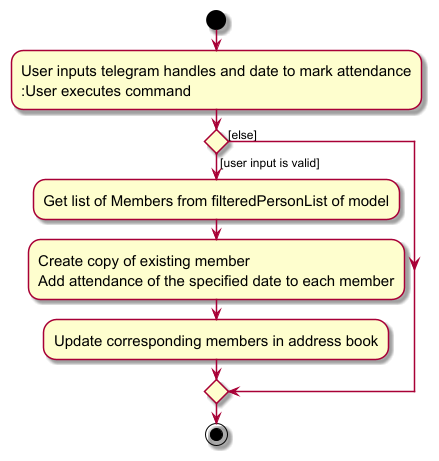 User inputs telegram handles and date to mark attendance
:User executes command
[else]
[user input is valid]
Get list of Members from filteredPersonList of model
Create copy of existing member
Add attendance of the specified date to each member
Update corresponding members in address book